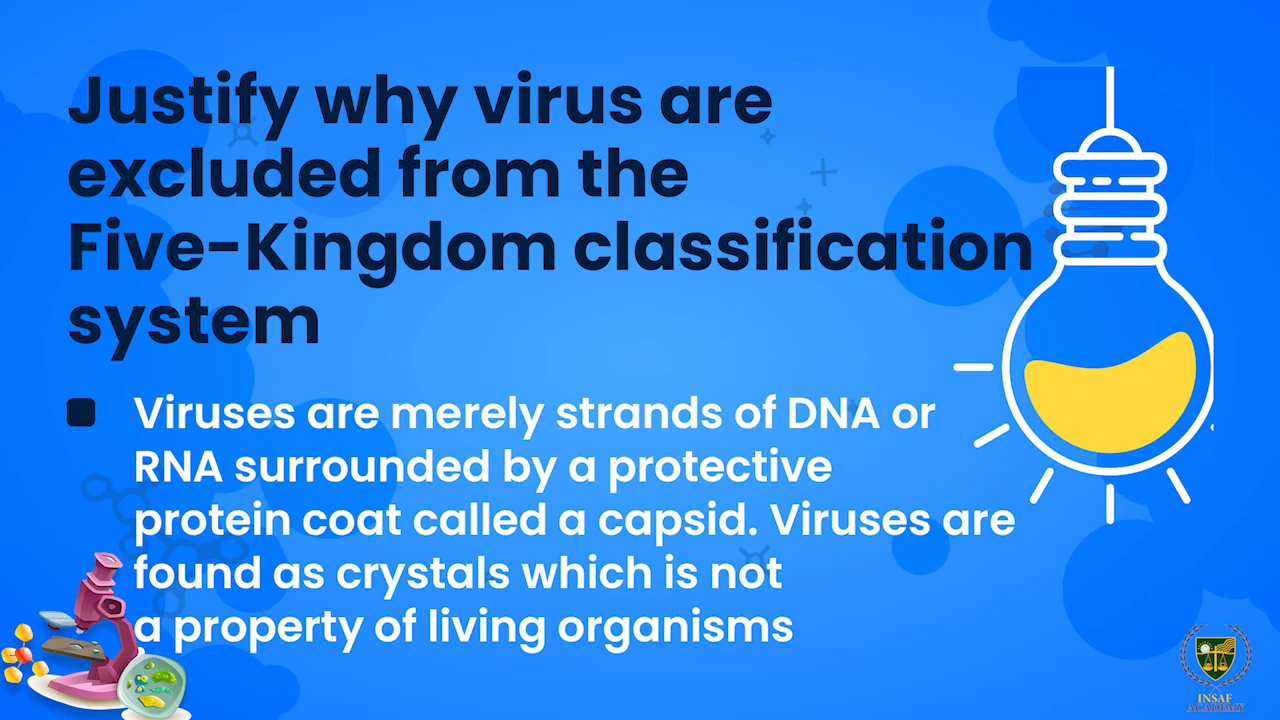 Justify why virus are
excluded from the
Five-Kingdom classification
system
Viruses are merely strands of DNA or
RNA surrounded by a protective
protein coat called a capsid. Viruses are
found as crystals which is not
a property of living organisms
INSAF
ACADEMY